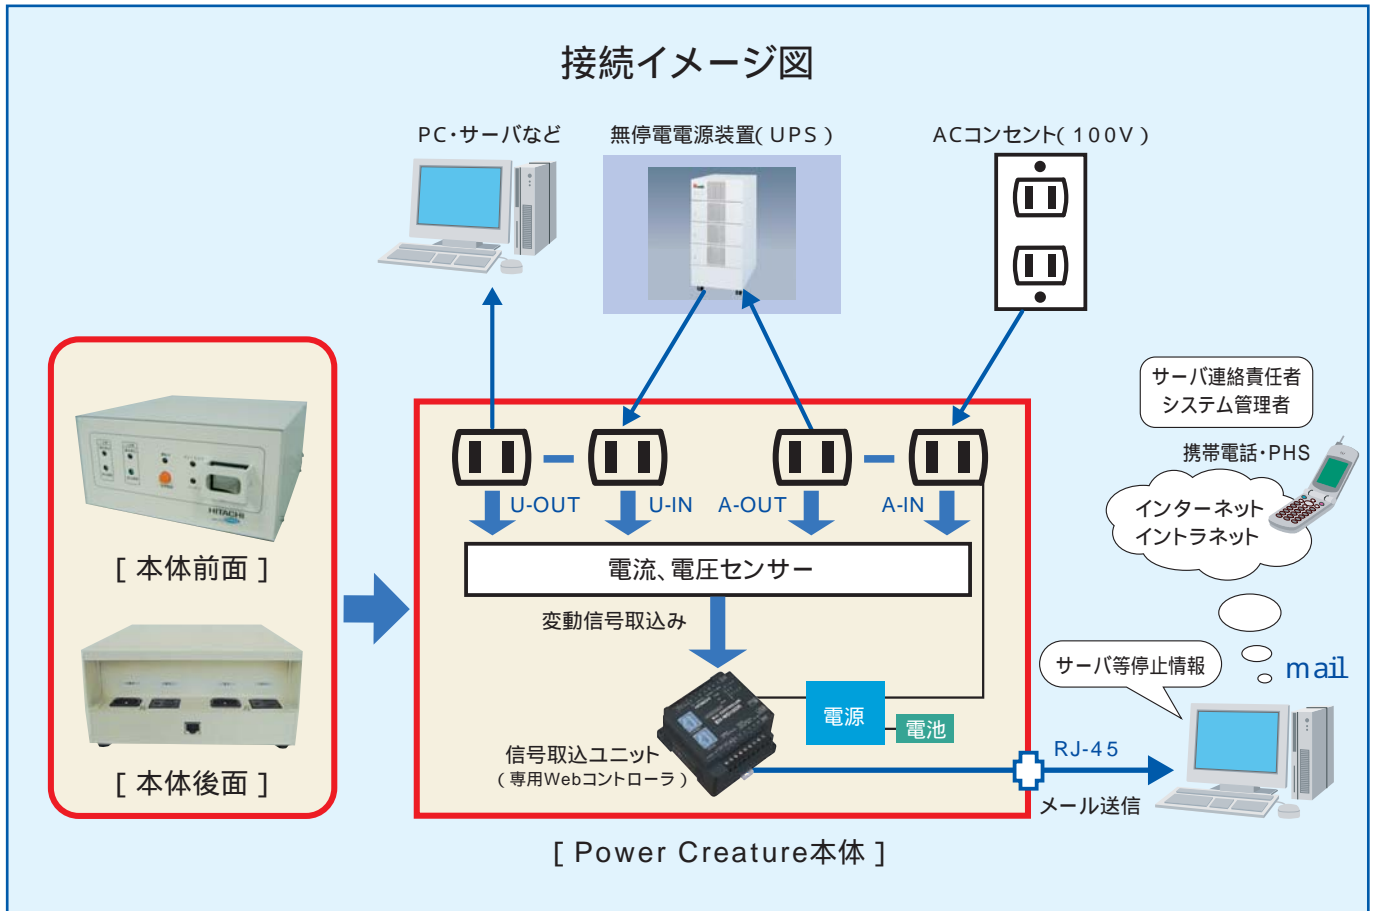 接続イメージ図
PC・サーバなど
無停電電源装置(UPS)
ACコンセント(100V)
サーバ連絡責任者
システム管理者
携帯電話・PHS
インターネット
イントラネット
HITACHI
[ 本体前面 ]
[ 本体後面 ]
U-OUT
U-IN
A-OUT
A-IN
電流、電圧センサー
変動信号取込み
電源
電池
信号取込ユニット
(専用Webコントローラ)
サーバ等停止情報
mail
RJ-45
メール送信
[ Power Creature本体 ]